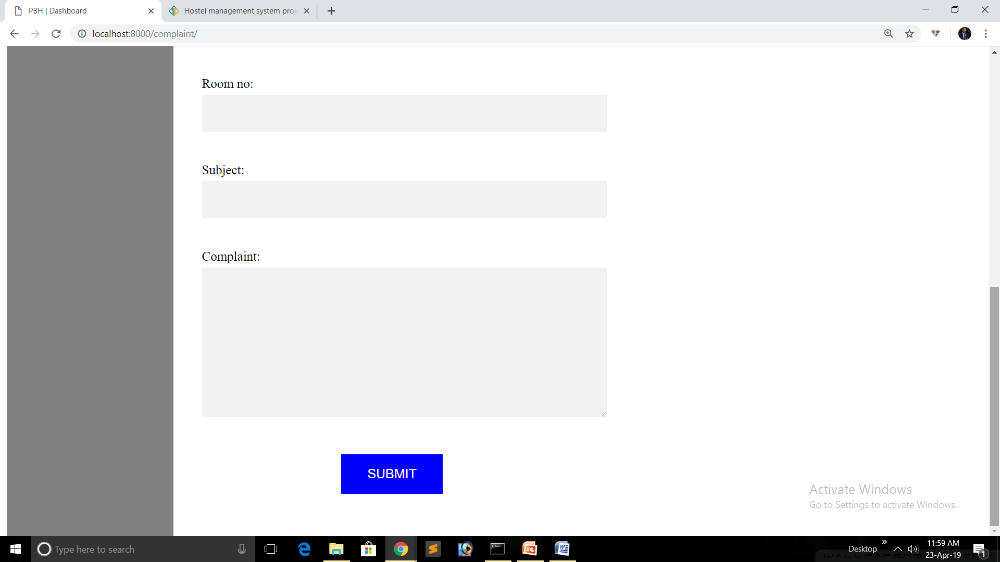 PBH | Dashboard
Hostel management system proj
localhost:8000/complaint/
Room no:
Subject:
Complaint:
SUBMIT
Activate Windows
Go to Settings to activate Windows.
Type here to search
Desktop
11:59 AM
23-Apr-19
1